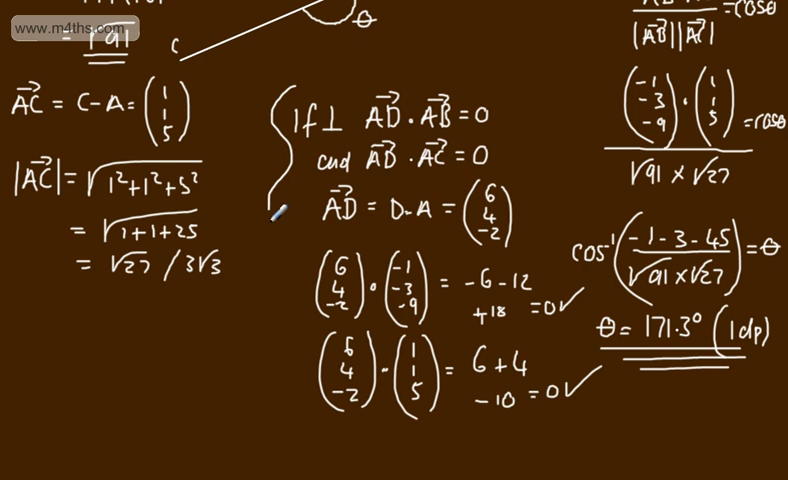 www.m4ths.com
= √91
C
θ
→AC = C-A = (1 1 5)
|→AC| = √(1²+1²+5²)
= √(1+1+25)
= √27 / 3√3
If ⊥ →AD . →AB = 0
and →AD . →AC = 0
→AD = D-A = (6 4 -2)
(6 4 -2) . (-1 -3 -9) = -6-12
+18 = 0✓
(6 4 -2) . (1 1 5) = 6+4
-10 = 0✓
= cosθ
|→AB||→AC|
(-1 -3 -9) . (1 1 5) = cosθ
√91 × √27
cos⁻¹((-1-3-45)/(√91 × √27)) = θ
θ = 171.3° (1dp)